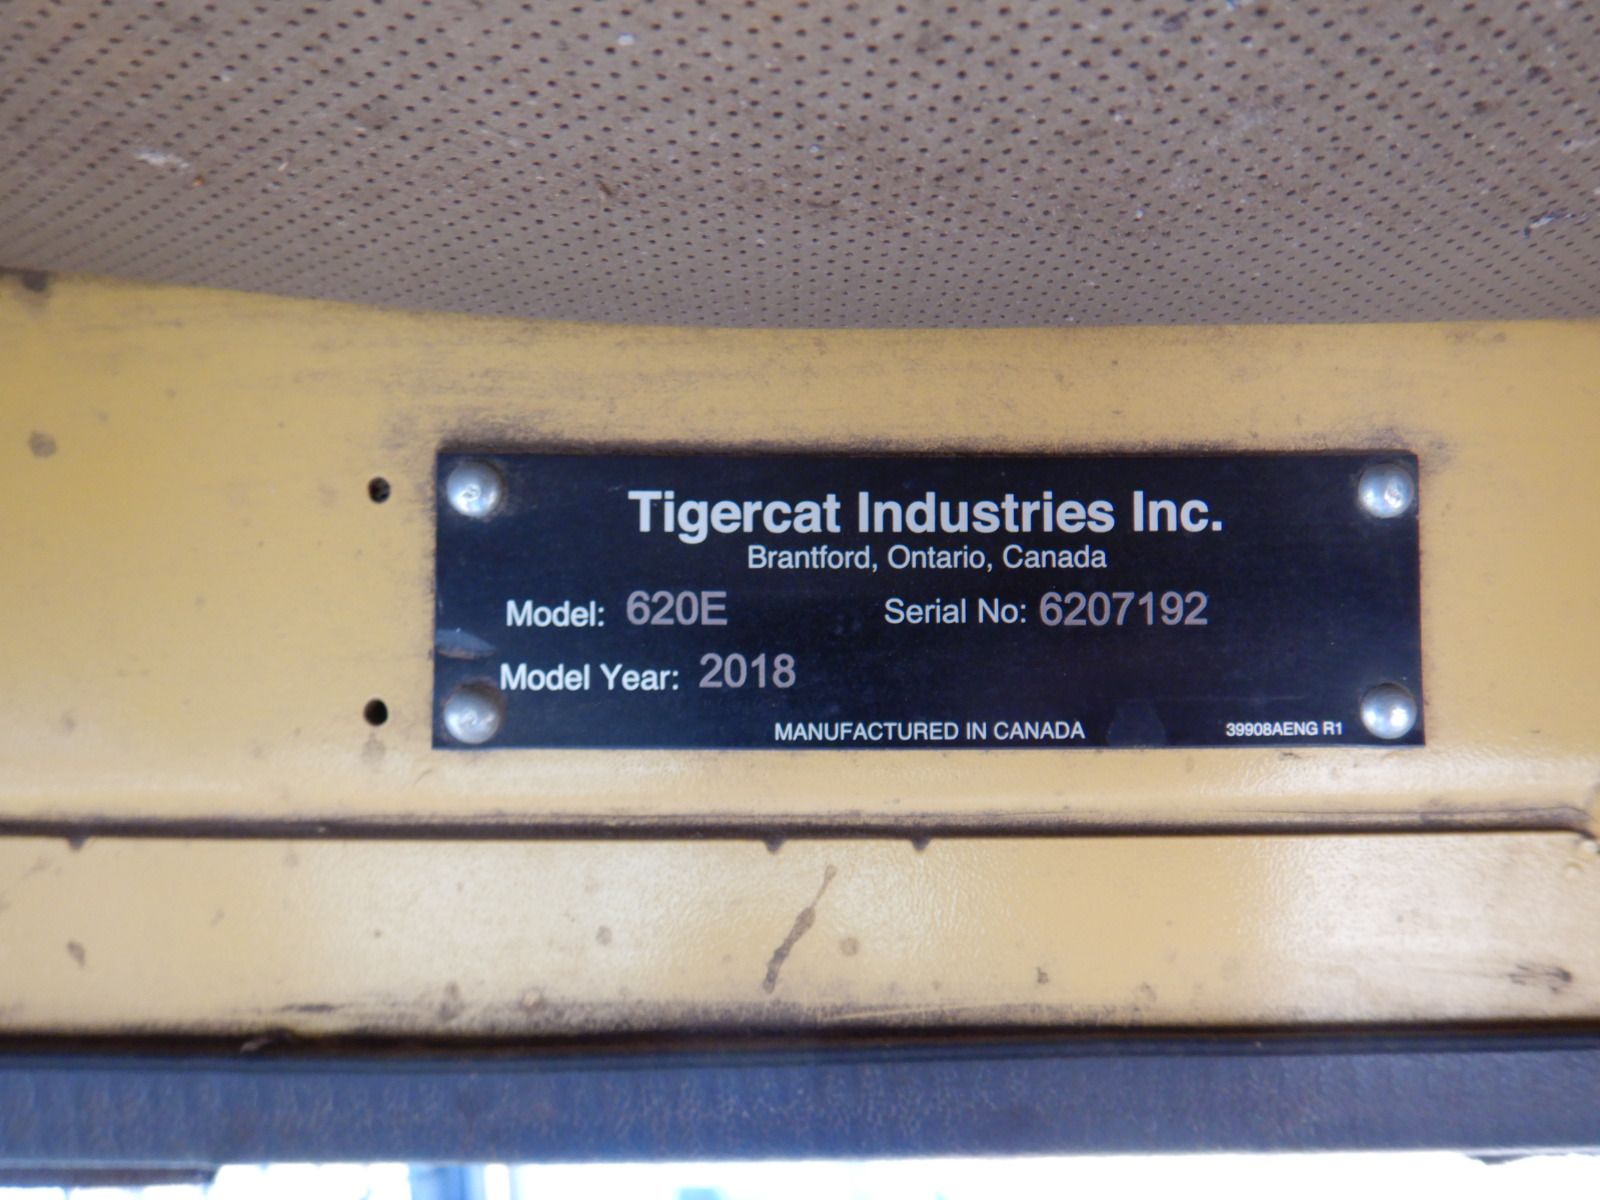 Tigercat Industries Inc.
Brantford, Ontario, Canada
Model: 620E Serial No: 6207192
Model Year: 2018
MANUFACTURED IN CANADA 39908AENG R1